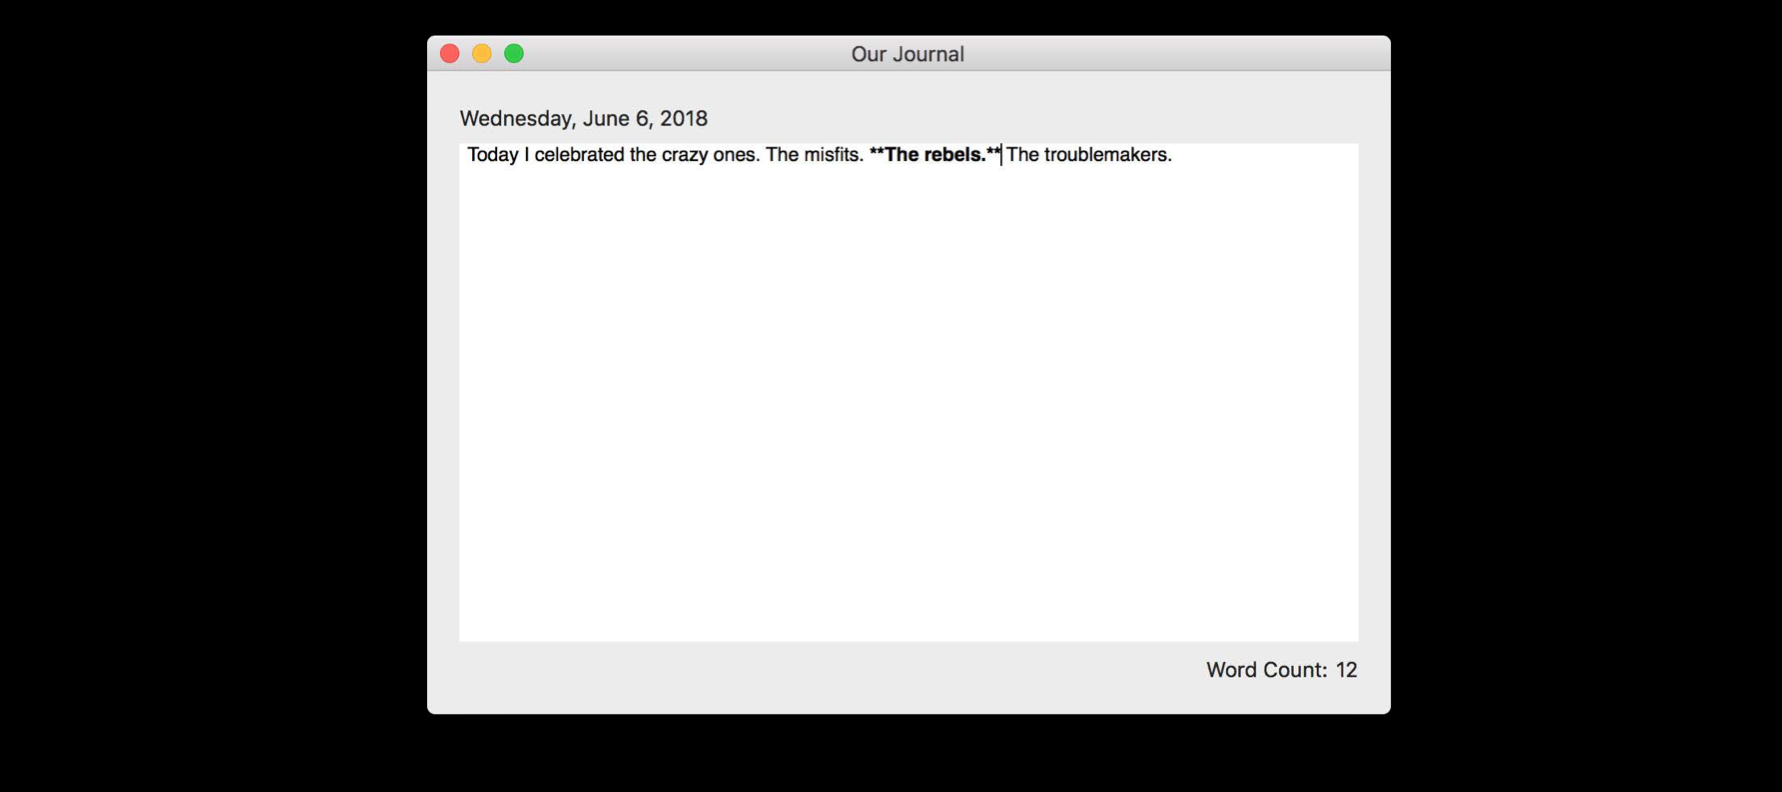 Our Journal
Wednesday, June 6, 2018
Today I celebrated the crazy ones. The misfits. **The rebels.** The troublemakers.
Word Count: 12